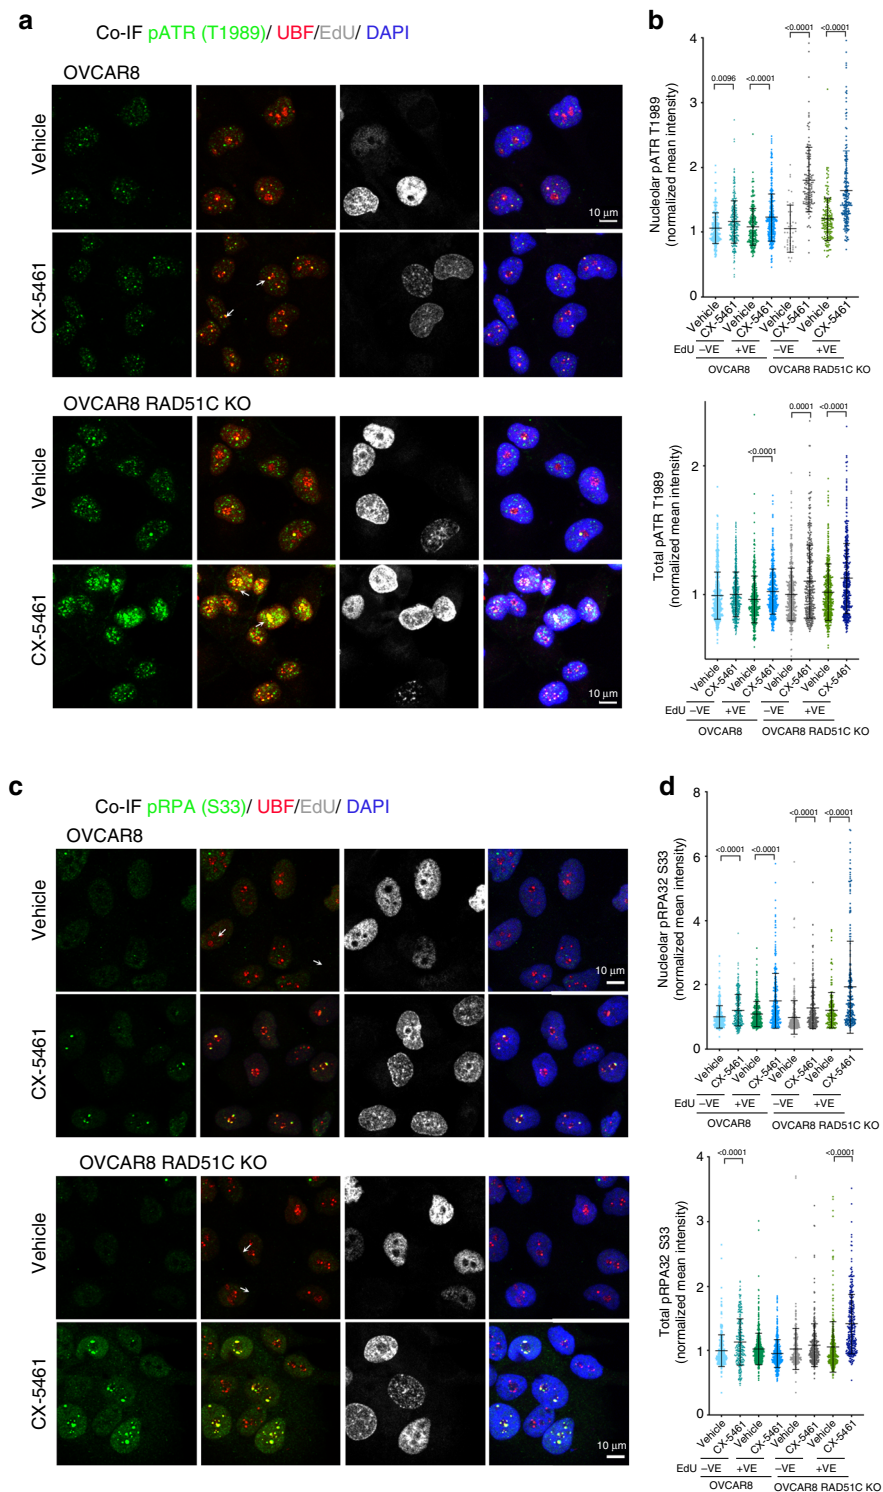 a
Co-IF pATR (T1989)/ UBF/EdU/ DAPI
OVCAR8
Vehicle
10 µm
CX-5461
OVCAR8 RAD51C KO
Vehicle
CX-5461
10 µm
b
Nucleolar pATR T1989
(normalized mean intensity)
4
3
2
1
0
0.0096
<0.0001
<0.0001
<0.0001
Vehicle
CX-5461
Vehicle
CX-5461
Vehicle
CX-5461
Vehicle
CX-5461
EdU –VE +VE –VE +VE
OVCAR8 OVCAR8 RAD51C KO
Total pATR T1989
(normalized mean intensity)
2
1
<0.0001
0.0001
<0.0001
Vehicle
CX-5461
Vehicle
CX-5461
Vehicle
CX-5461
Vehicle
CX-5461
EdU –VE +VE –VE +VE
OVCAR8 OVCAR8 RAD51C KO
c
Co-IF pRPA (S33)/ UBF/EdU/ DAPI
OVCAR8
Vehicle
10 µm
CX-5461
OVCAR8 RAD51C KO
Vehicle
CX-5461
10 µm
d
Nucleolar pRPA32 S33
(normalized mean intensity)
8
6
4
2
0
<0.0001
<0.0001
<0.0001
<0.0001
Vehicle
CX-5461
Vehicle
CX-5461
Vehicle
CX-5461
Vehicle
CX-5461
EdU –VE +VE –VE +VE
OVCAR8 OVCAR8 RAD51C KO
Total pRPA32 S33
(normalized mean intensity)
4
3
2
1
0
<0.0001
<0.0001
Vehicle
CX-5461
Vehicle
CX-5461
Vehicle
CX-5461
Vehicle
CX-5461
EdU –VE +VE –VE +VE
OVCAR8 OVCAR8 RAD51C KO